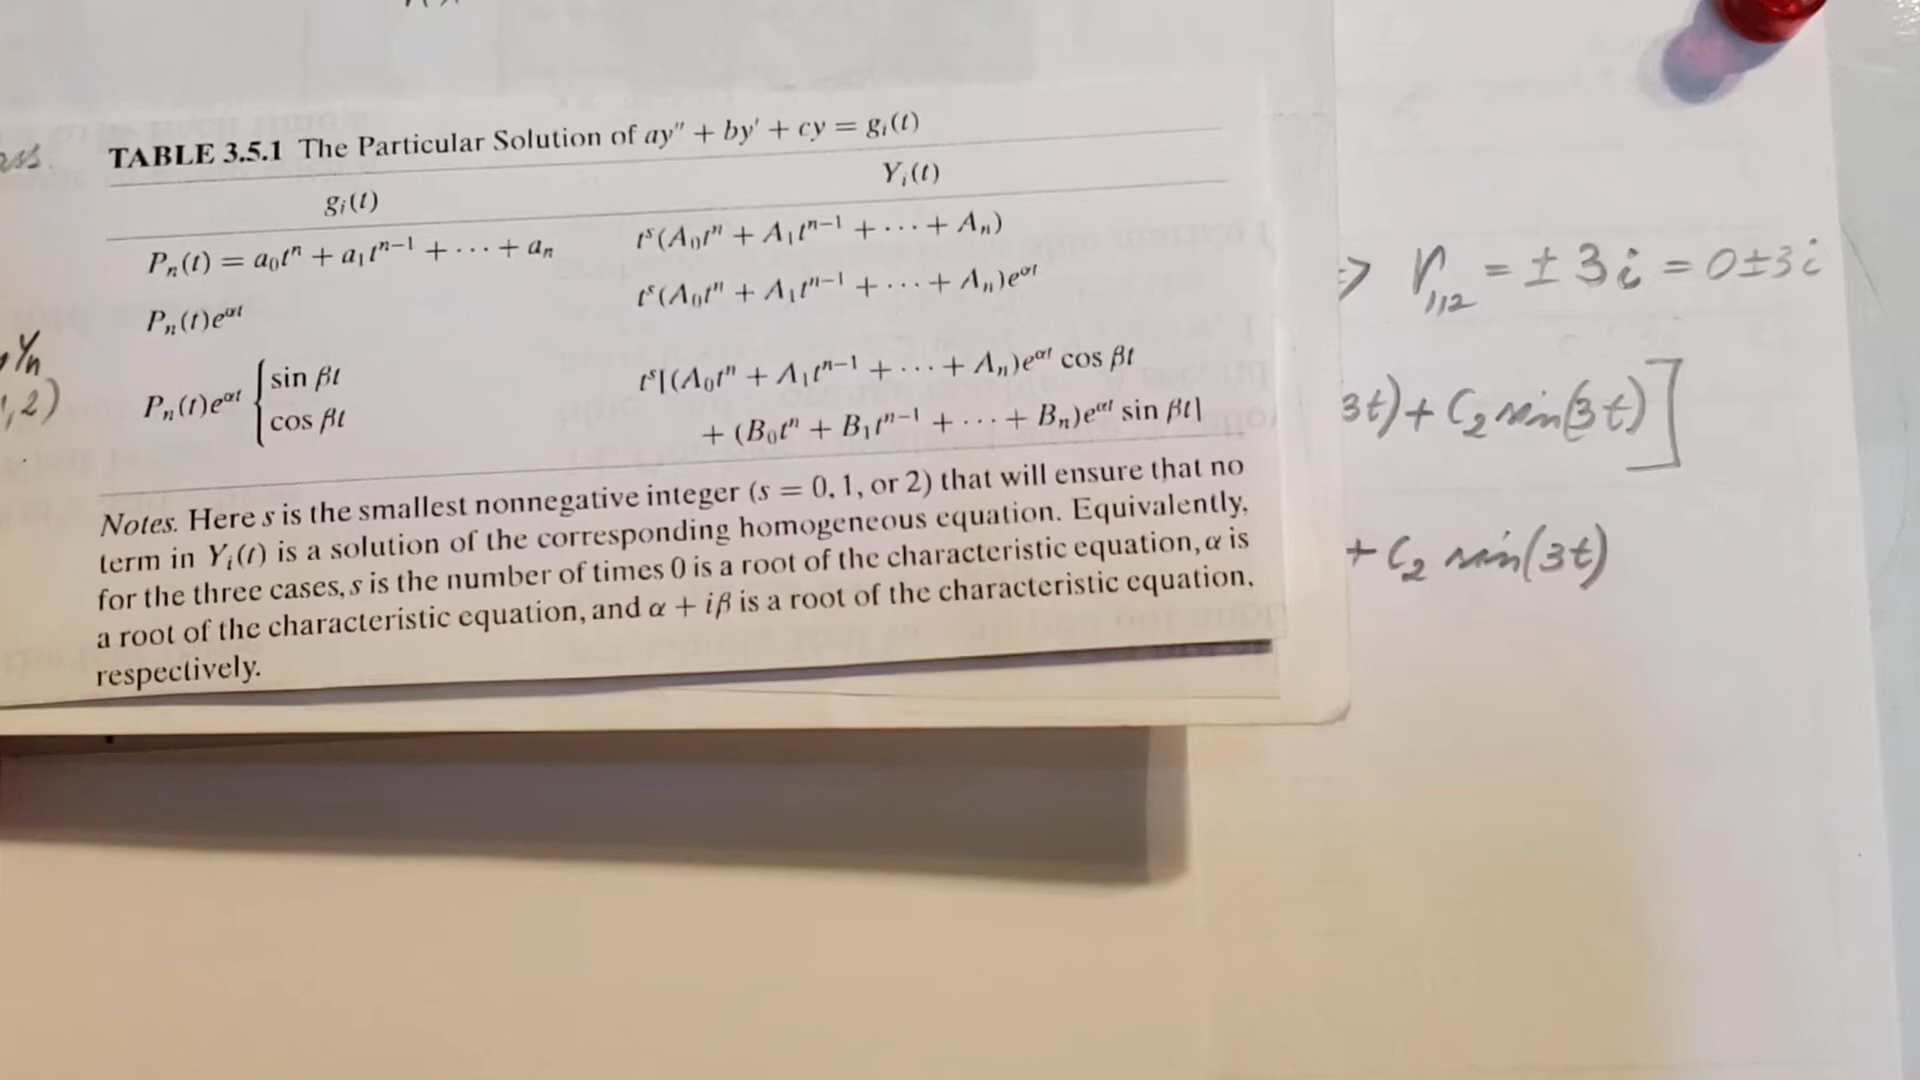 TABLE 3.5.1 The Particular Solution of ay″ + by′ + cy = gᵢ(t)
gᵢ(t) Yᵢ(t)
Pₙ(t) = a₀tⁿ + a₁tⁿ⁻¹ + ··· + aₙ tˢ(A₀tⁿ + A₁tⁿ⁻¹ + ··· + Aₙ)
Pₙ(t)e^{αt} tˢ(A₀tⁿ + A₁tⁿ⁻¹ + ··· + Aₙ)e^{αt}
Pₙ(t)e^{αt} { sin βt tˢ[(A₀tⁿ + A₁tⁿ⁻¹ + ··· + Aₙ)e^{αt} cos βt
cos βt + (B₀tⁿ + B₁tⁿ⁻¹ + ··· + Bₙ)e^{αt} sin βt]
Notes. Here s is the smallest nonnegative integer (s = 0, 1, or 2) that will ensure that no
term in Yᵢ(t) is a solution of the corresponding homogeneous equation. Equivalently,
for the three cases, s is the number of times 0 is a root of the characteristic equation, α is
a root of the characteristic equation, and α + iβ is a root of the characteristic equation,
respectively.
⇒ r₁,₂ = ± 3i = 0 ± 3i
3t) + C₂ sin(3t)]
+ C₂ sin(3t)
Yn
,2)